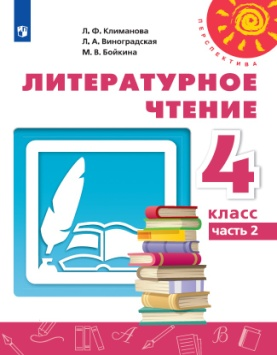 Л. Ф. Климанова
Л. А. Виноградская
М. В. Бойкина
ПЕРСПЕКТИВА
ЛИТЕРАТУРНОЕ
ЧТЕНИЕ
4
КЛАСС
ЧАСТЬ 2